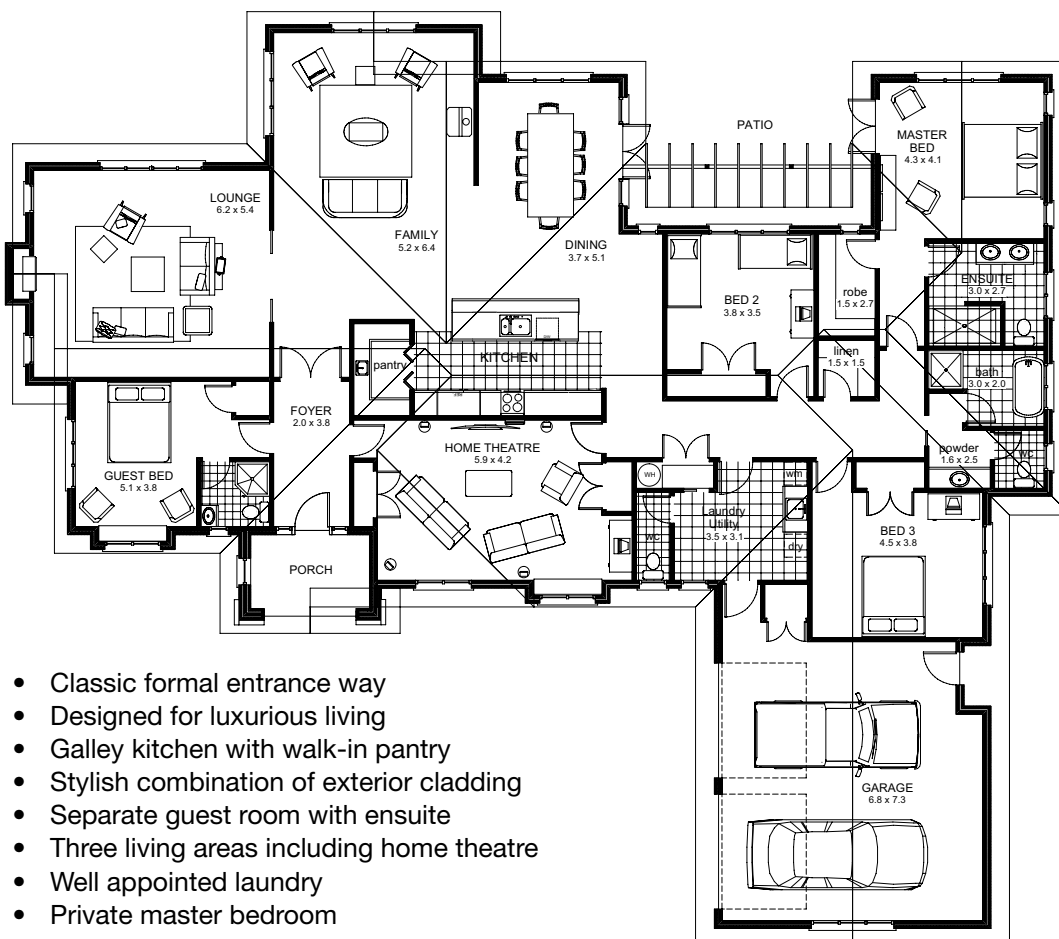 PATIO
MASTER
BED
4.3 x 4.1
LOUNGE
6.2 x 5.4
FAMILY
5.2 x 6.4
DINING
3.7 x 5.1
ENSUITE
3.0 x 2.7
robe
1.5 x 2.7
BED 2
3.8 x 3.5
KITCHEN
pantry
linen
1.5 x 1.5
bath
3.0 x 2.0
FOYER
2.0 x 3.8
HOME THEATRE
5.9 x 4.2
powder
1.6 x 2.5
wc
GUEST BED
5.1 x 3.8
WH
wm
Laundry
Utility
3.5 x 3.1
wc
dry
BED 3
4.5 x 3.8
PORCH
GARAGE
6.8 x 7.3
• Classic formal entrance way
• Designed for luxurious living
• Galley kitchen with walk-in pantry
• Stylish combination of exterior cladding
• Separate guest room with ensuite
• Three living areas including home theatre
• Well appointed laundry
• Private master bedroom